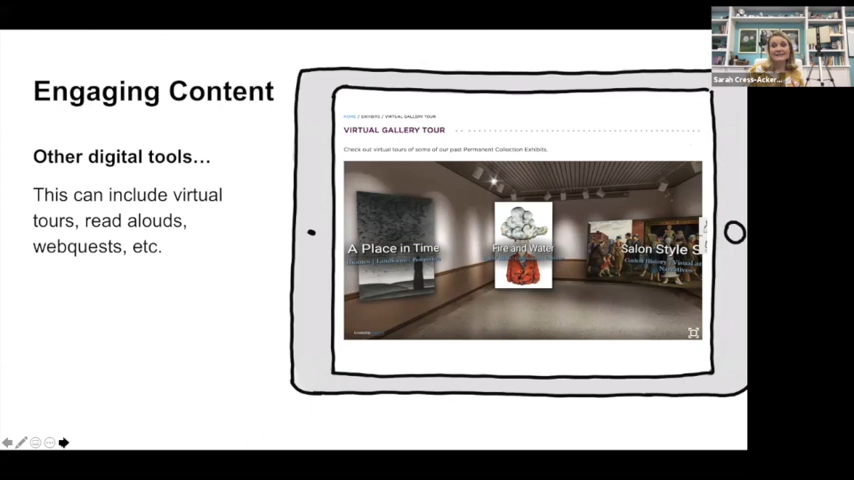 Engaging Content
Other digital tools…
This can include virtual
tours, read alouds,
webquests, etc.
HOME / EXHIBITS / VIRTUAL GALLERY TOUR
VIRTUAL GALLERY TOUR
Check out virtual tours of some of our past Permanent Collection Exhibits.
A Place in Time
Fire and Water
Salon Style S
Sarah Cress-Acker...